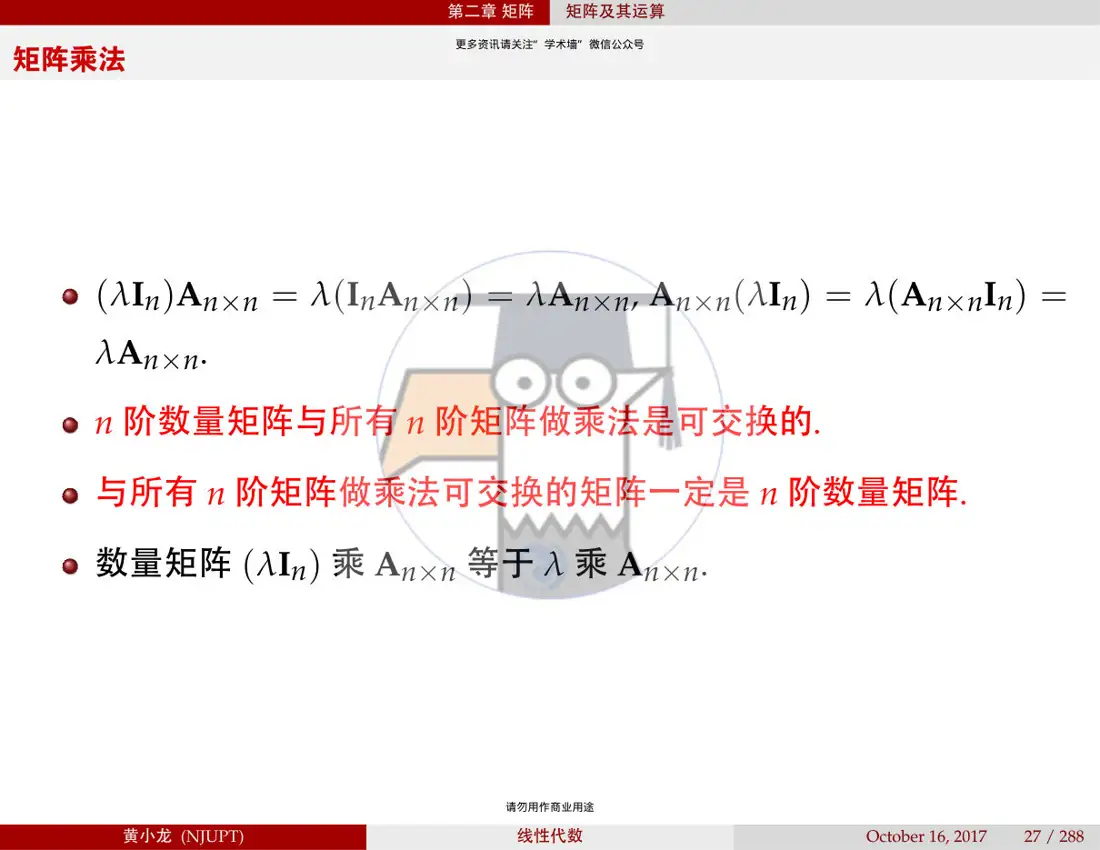 第二章 矩阵 矩阵及其运算
更多资讯请关注“学术墙”微信公众号
矩阵乘法
(λIₙ)Aₙ×ₙ = λ(IₙAₙ×ₙ) = λAₙ×ₙ, Aₙ×ₙ(λIₙ) = λ(Aₙ×ₙIₙ) =
λAₙ×ₙ.
n 阶数量矩阵与所有 n 阶矩阵做乘法是可交换的.
与所有 n 阶矩阵做乘法可交换的矩阵一定是 n 阶数量矩阵.
数量矩阵 (λIₙ) 乘 Aₙ×ₙ 等于 λ 乘 Aₙ×ₙ.
请勿用作商业用途
黄小龙 (NJUPT) 线性代数 October 16, 2017 27 / 288